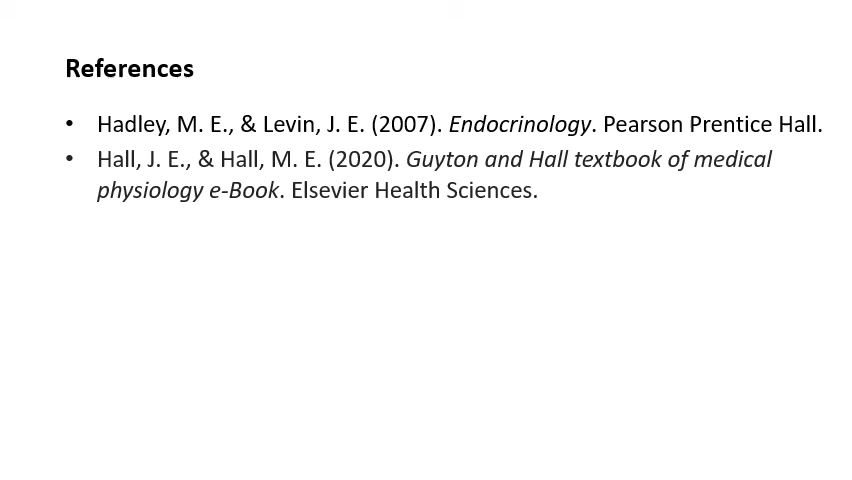 References
• Hadley, M. E., & Levin, J. E. (2007). Endocrinology. Pearson Prentice Hall.
• Hall, J. E., & Hall, M. E. (2020). Guyton and Hall textbook of medical
physiology e-Book. Elsevier Health Sciences.